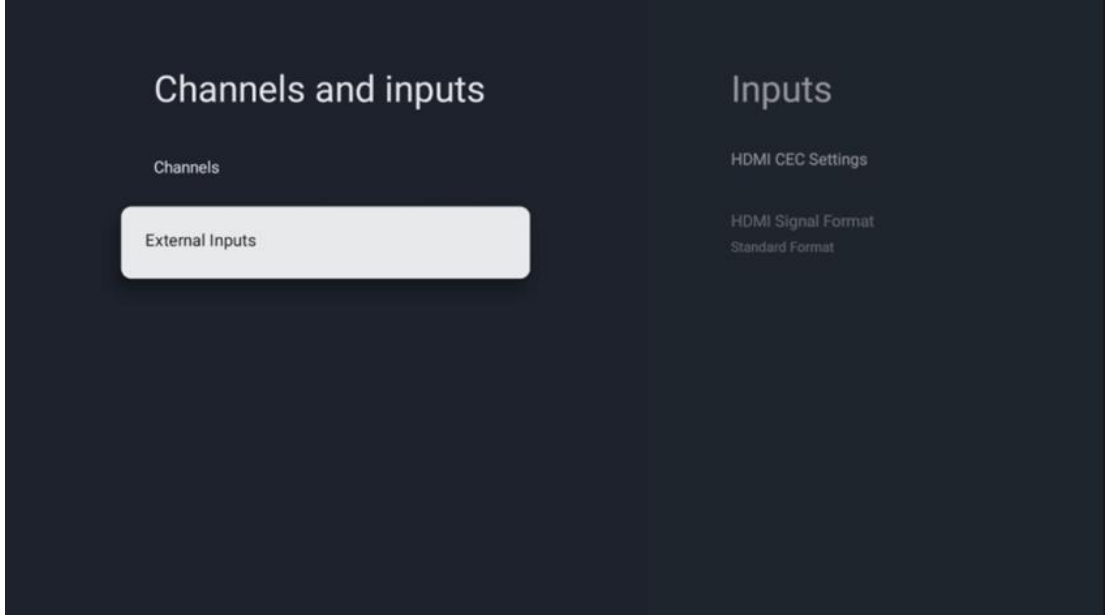 Channels and inputs
Channels
External Inputs
Inputs
HDMI CEC Settings
HDMI Signal Format
Standard Format